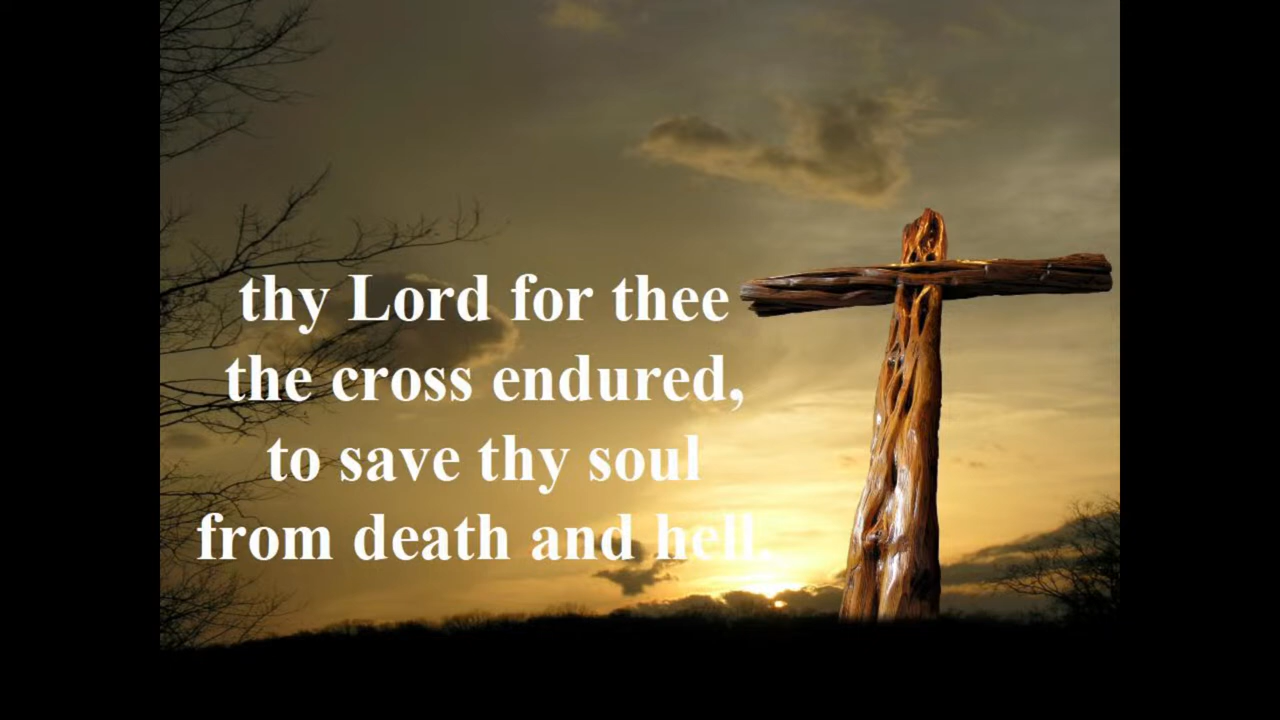 thy Lord for thee
the cross endured,
to save thy soul
from death and hell.